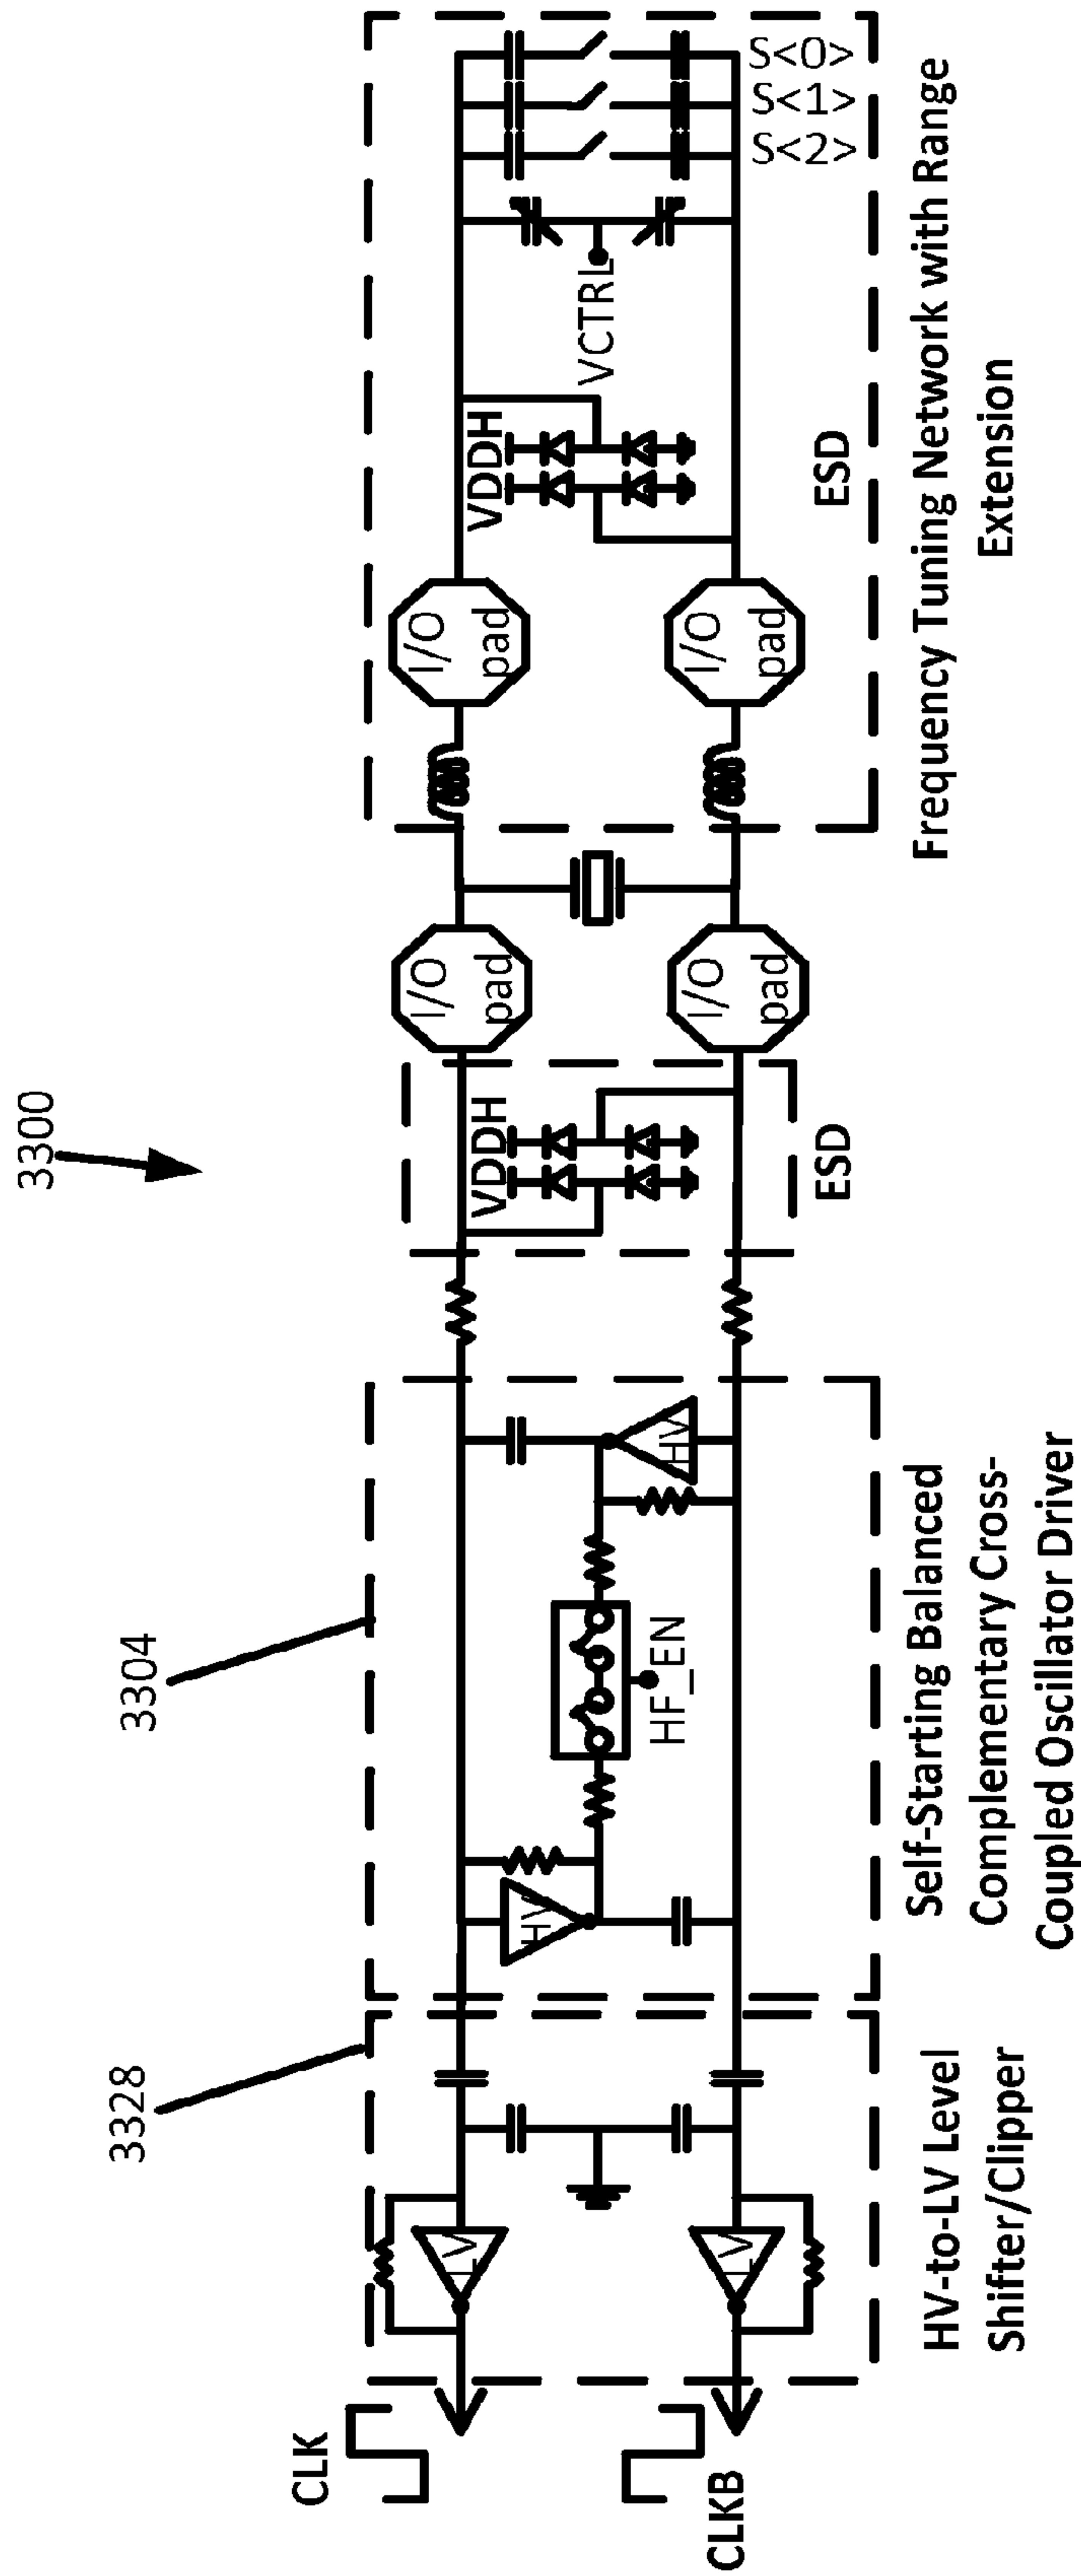 3300
3304
3328
CLK
CLKB
LV
LV
HV-to-LV Level
Shifter/Clipper
HV
HV
HF_EN
Self-Starting Balanced
Complementary Cross-
Coupled Oscillator Driver
VDDH
ESD
I/O
pad
I/O
pad
I/O
pad
I/O
pad
VDDH
ESD
VCTRL
S<2>
S<1>
S<0>
Frequency Tuning Network with Range
Extension